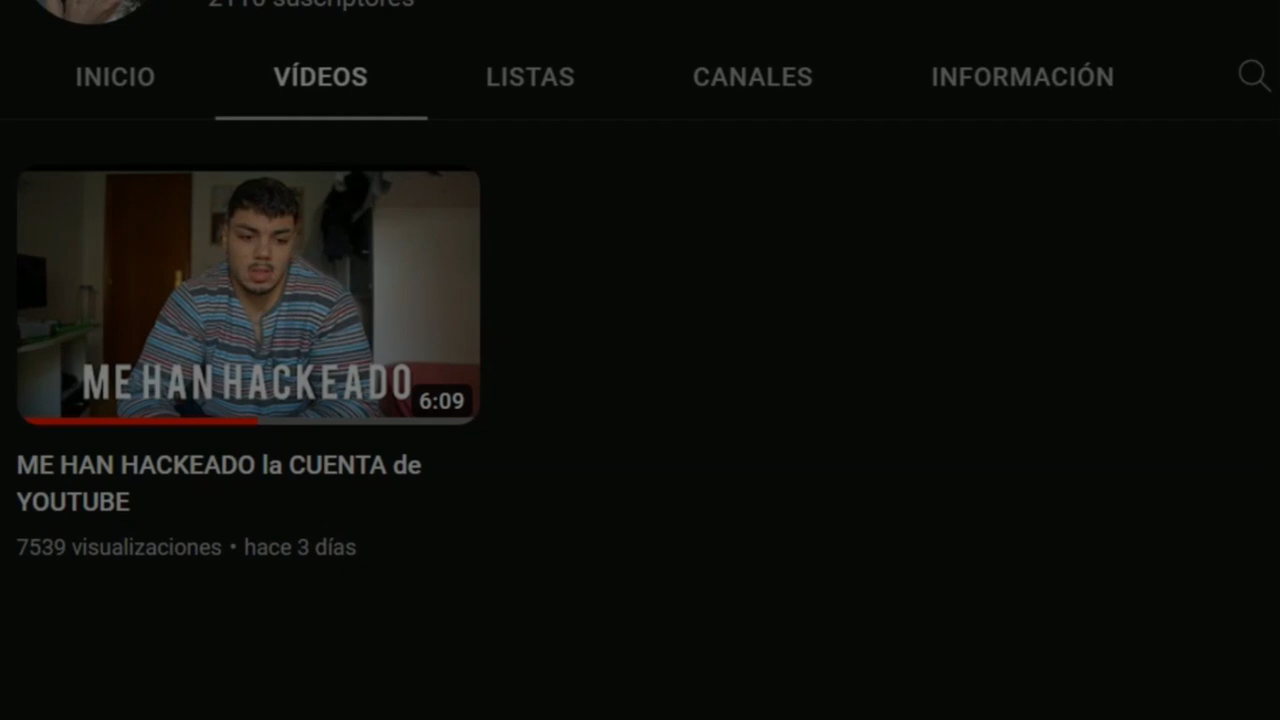 suscriptores
INICIO VÍDEOS LISTAS CANALES INFORMACIÓN
ME HAN HACKEADO
6:09
ME HAN HACKEADO la CUENTA de
YOUTUBE
7539 visualizaciones • hace 3 días